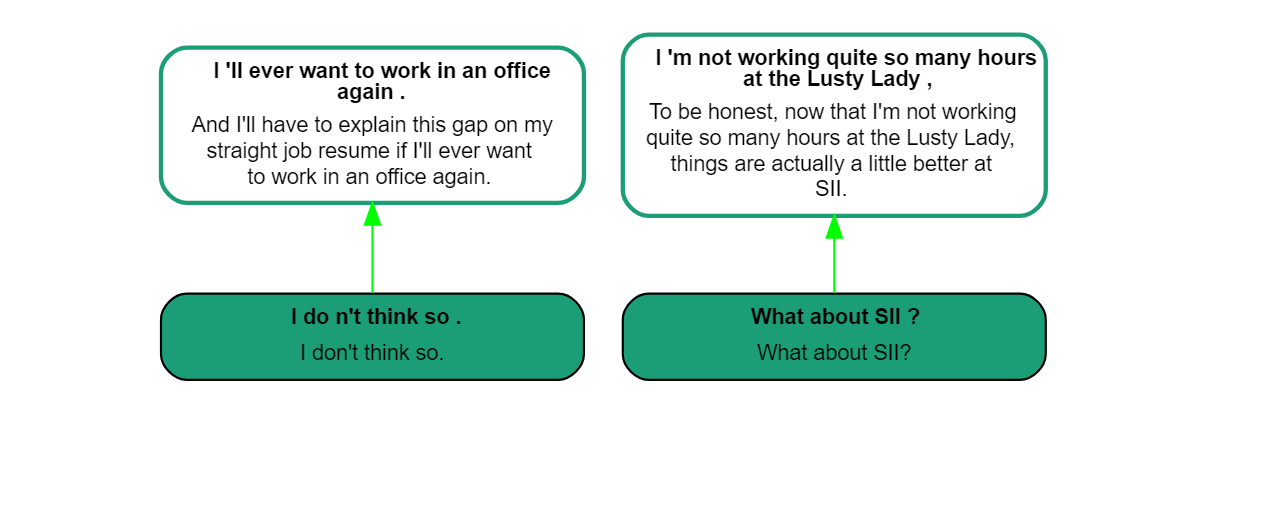 I 'll ever want to work in an office
again .
And I'll have to explain this gap on my
straight job resume if I'll ever want
to work in an office again.
I 'm not working quite so many hours
at the Lusty Lady ,
To be honest, now that I'm not working
quite so many hours at the Lusty Lady,
things are actually a little better at
SII.
I do n't think so .
I don't think so.
What about SII ?
What about SII?